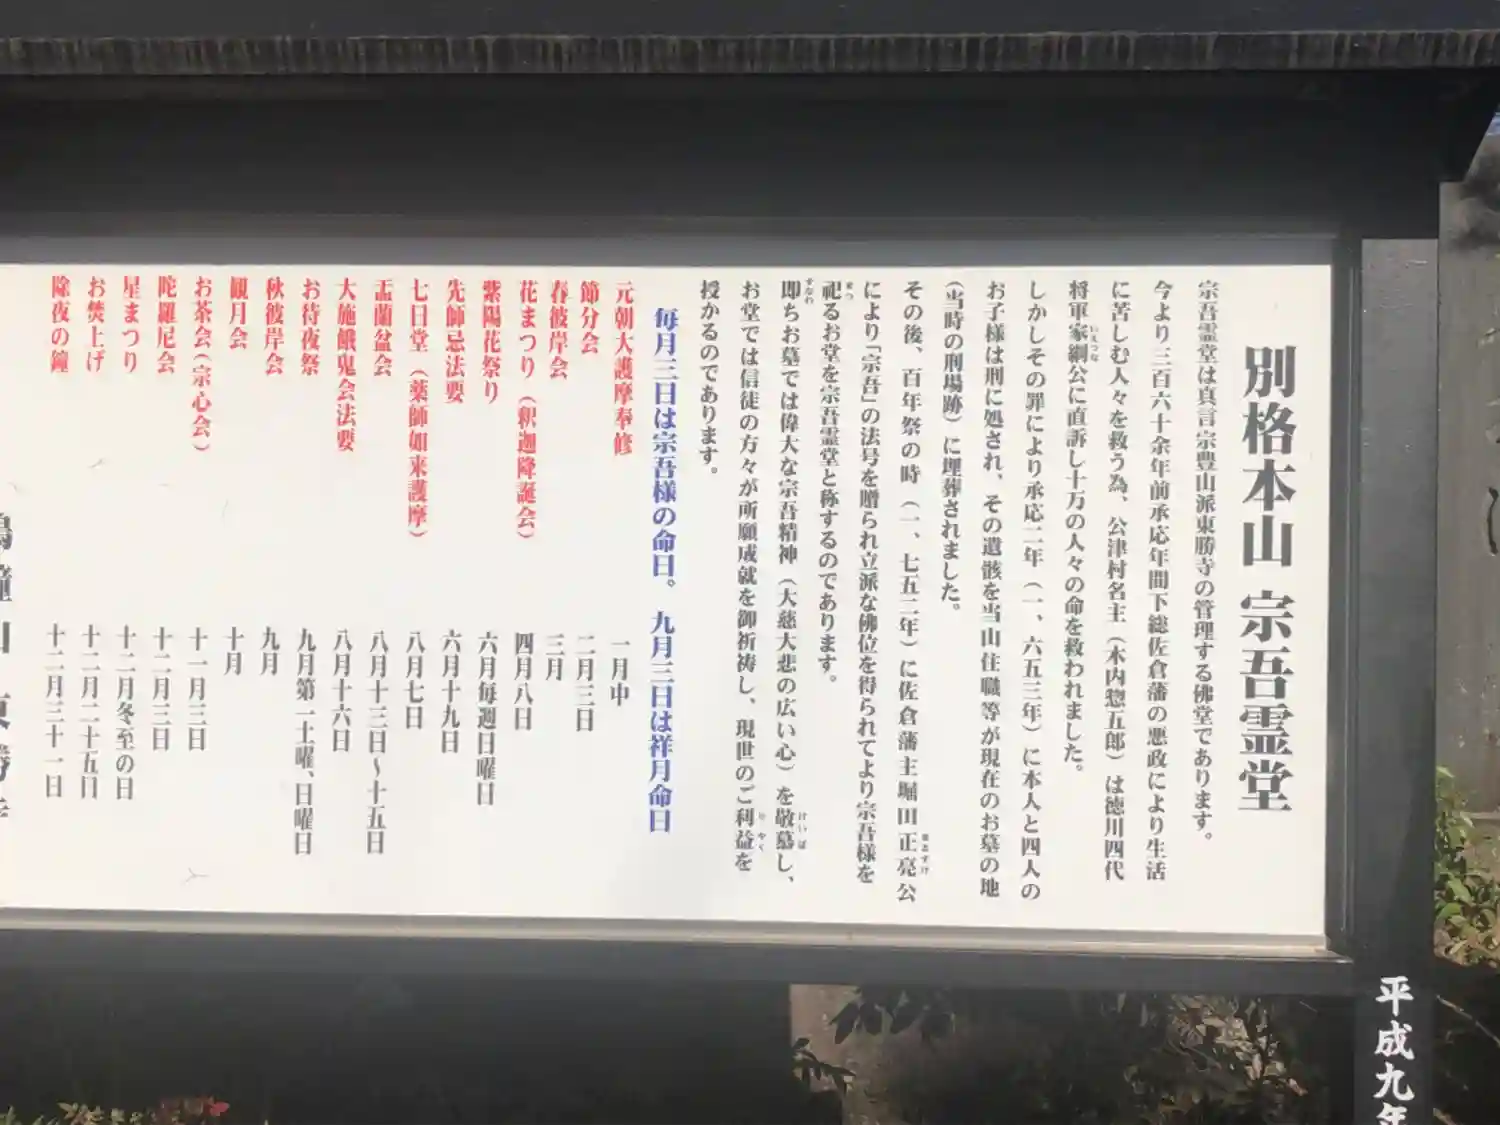 別格本山 宗吾霊堂
宗吾霊堂は真言宗豊山派東勝寺の管理する佛堂であります。
今より三百六十余年前承応年間下総佐倉藩の悪政により生活
に苦しむ人々を救う為、公津村名主（木内惣五郎）は徳川四代
将軍家綱公に直訴し十万の人々の命を救われました。
いえつな
しかしその罪により承応二年（一、六五三年）に本人と四人の
お子様は刑に処され、その遺骸を当山住職等が現在のお墓の地
（当時の刑場跡）に埋葬されました。
その後、百年祭の時（一、七五二年）に佐倉藩主堀田正亮公
まさすけ
により「宗吾」の法号を贈られ立派な佛位を得られてより宗吾様を
祀るお堂を宗吾霊堂と称するのであります。
まつ
即ちお墓では偉大な宗吾精神（大慈大悲の広い心）を敬慕し、
すなわ
けいぼ
お堂では信徒の方々が所願成就を御祈祷し、現世のご利益を
りやく
授かるのであります。
毎月三日は宗吾様の命日。 九月三日は祥月命日
元朝大護摩奉修 一月中
節分会 二月三日
春彼岸会 三月
花まつり（釈迦降誕会） 四月八日
紫陽花祭り 六月毎週日曜日
先師忌法要 六月十九日
七日堂（薬師如来護摩） 八月七日
盂蘭盆会 八月十三日～十五日
大施餓鬼会法要 八月十六日
お待夜祭 九月第一土曜、日曜日
秋彼岸会 九月
観月会 十月
お茶会（宗心会） 十一月三日
陀羅尼会 十二月三日
星まつり 十二月冬至の日
お焚上げ 十二月二十五日
除夜の鐘 十二月三十一日
平成九年